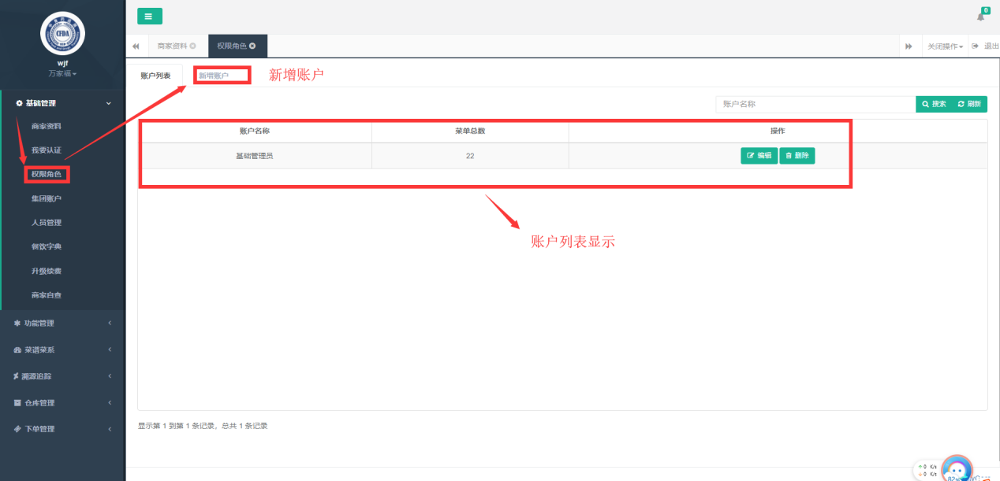 0
CFDA
wjf
万家福
商家资料
权限角色
关闭操作
退出
账户列表
新增账户
新增账户
账户名称
搜索
刷新
基础管理
商家资料
我要认证
权限角色
集团账户
人员管理
餐饮字典
升级续费
商家自查
功能管理
菜谱菜系
溯源追踪
仓库管理
下单管理
账户名称
菜单总数
操作
基础管理员
22
编辑
删除
账户列表显示
显示第 1 到第 1 条记录，总共 1 条记录
0 K/s
0 K/s